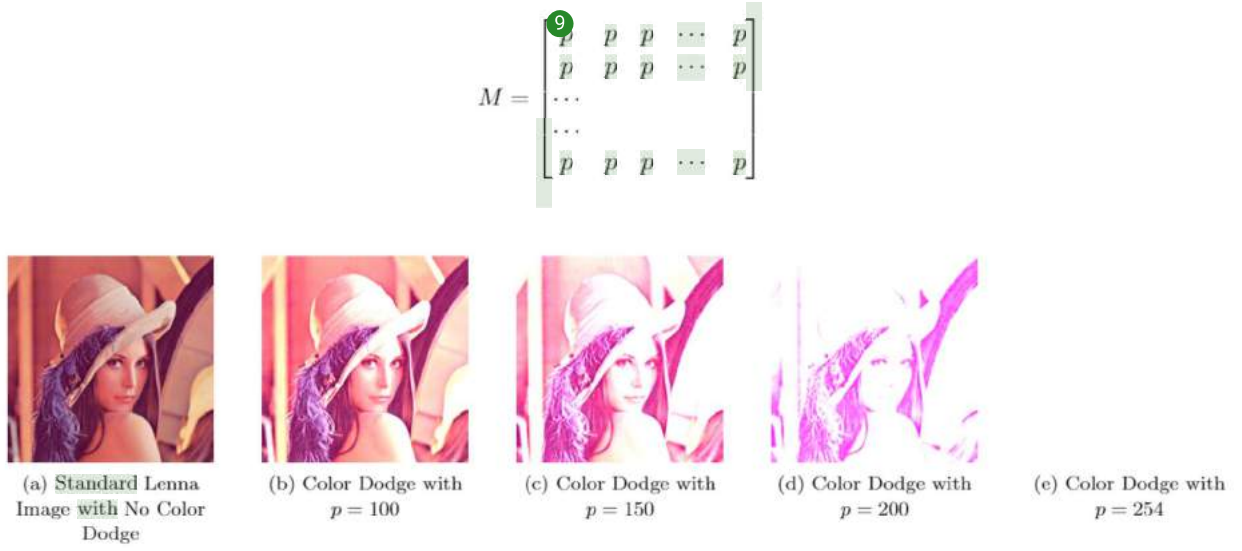 9
p p p ... p
p p p ... p
M =
...
...
p p p ... p
(a) Standard Lenna
Image with No Color
Dodge
(b) Color Dodge with
p = 100
(c) Color Dodge with
p = 150
(d) Color Dodge with
p = 200
(e) Color Dodge with
p = 254